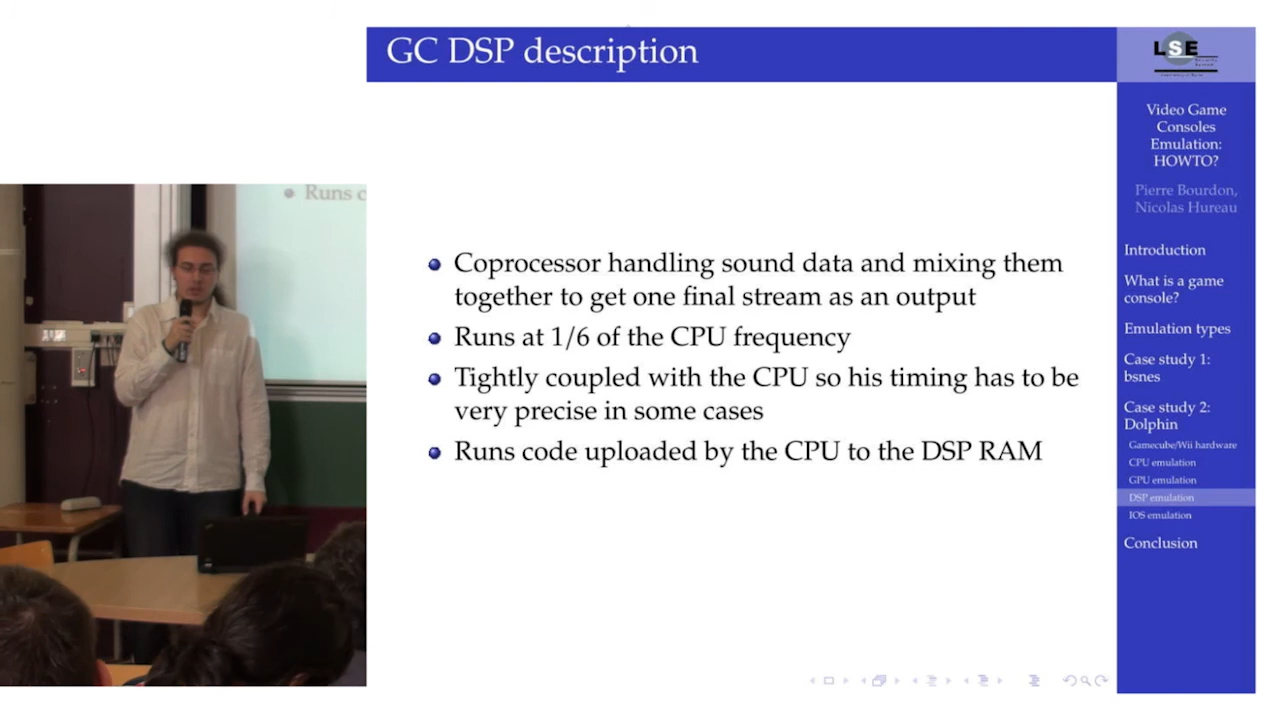 GC DSP description
LSE
Video Game
Consoles
Emulation:
HOWTO?
Pierre Bourdon,
Nicolas Hureau
Introduction
What is a game
console?
Emulation types
Case study 1:
bsnes
Case study 2:
Dolphin
Gamecube/Wii hardware
CPU emulation
GPU emulation
DSP emulation
IOS emulation
Conclusion
Coprocessor handling sound data and mixing them
together to get one final stream as an output
Runs at 1/6 of the CPU frequency
Tightly coupled with the CPU so his timing has to be
very precise in some cases
Runs code uploaded by the CPU to the DSP RAM
Runs c